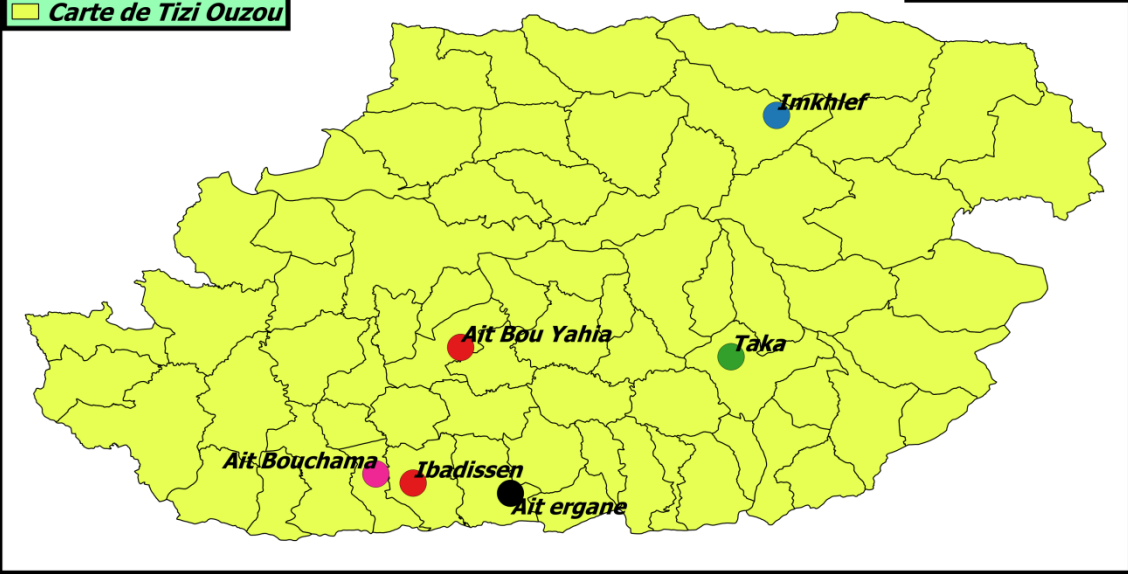 Carte de Tizi Ouzou
Imkhlef
Ait Bou Yahia
Taka
Ait Bouchama
Ibadissen
Ait ergane